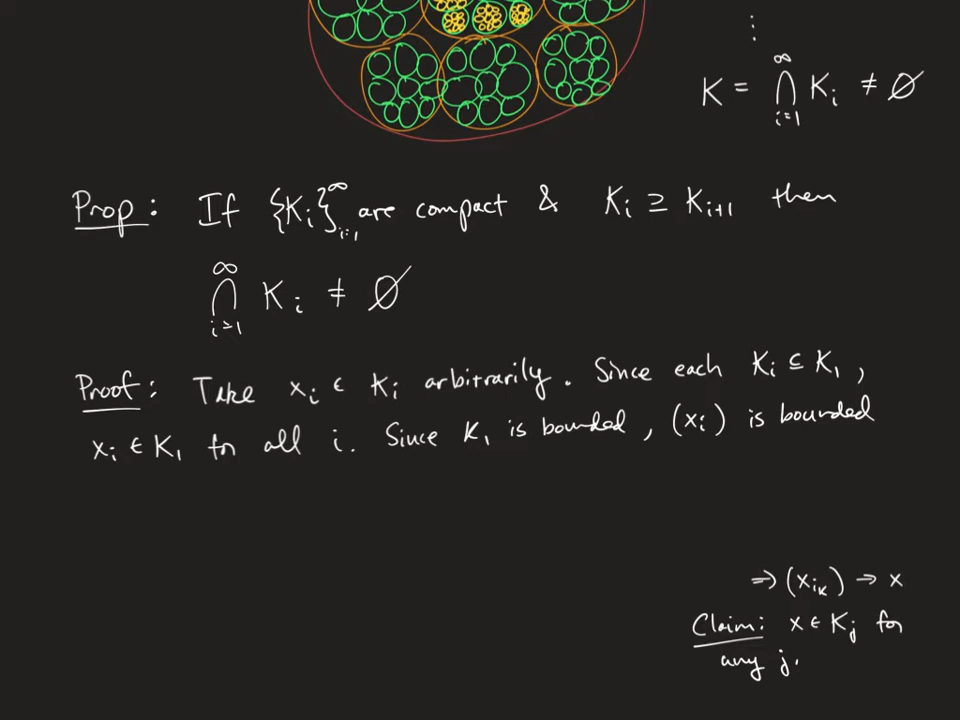 ⋮
K = ∞ ⋂ i=1 K_i ≠ ∅
Prop: If {K_i}_{i=1}^∞ are compact & K_i ⊇ K_{i+1} then
∞ ⋂ i=1 K_i ≠ ∅
Proof: Take x_i ∈ K_i arbitrarily. Since each K_i ⊆ K_1,
x_i ∈ K_1 for all i. Since K_1 is bounded, (x_i) is bounded
⇒ (x_{i_k}) → x
Claim: x ∈ K_j for
any j.